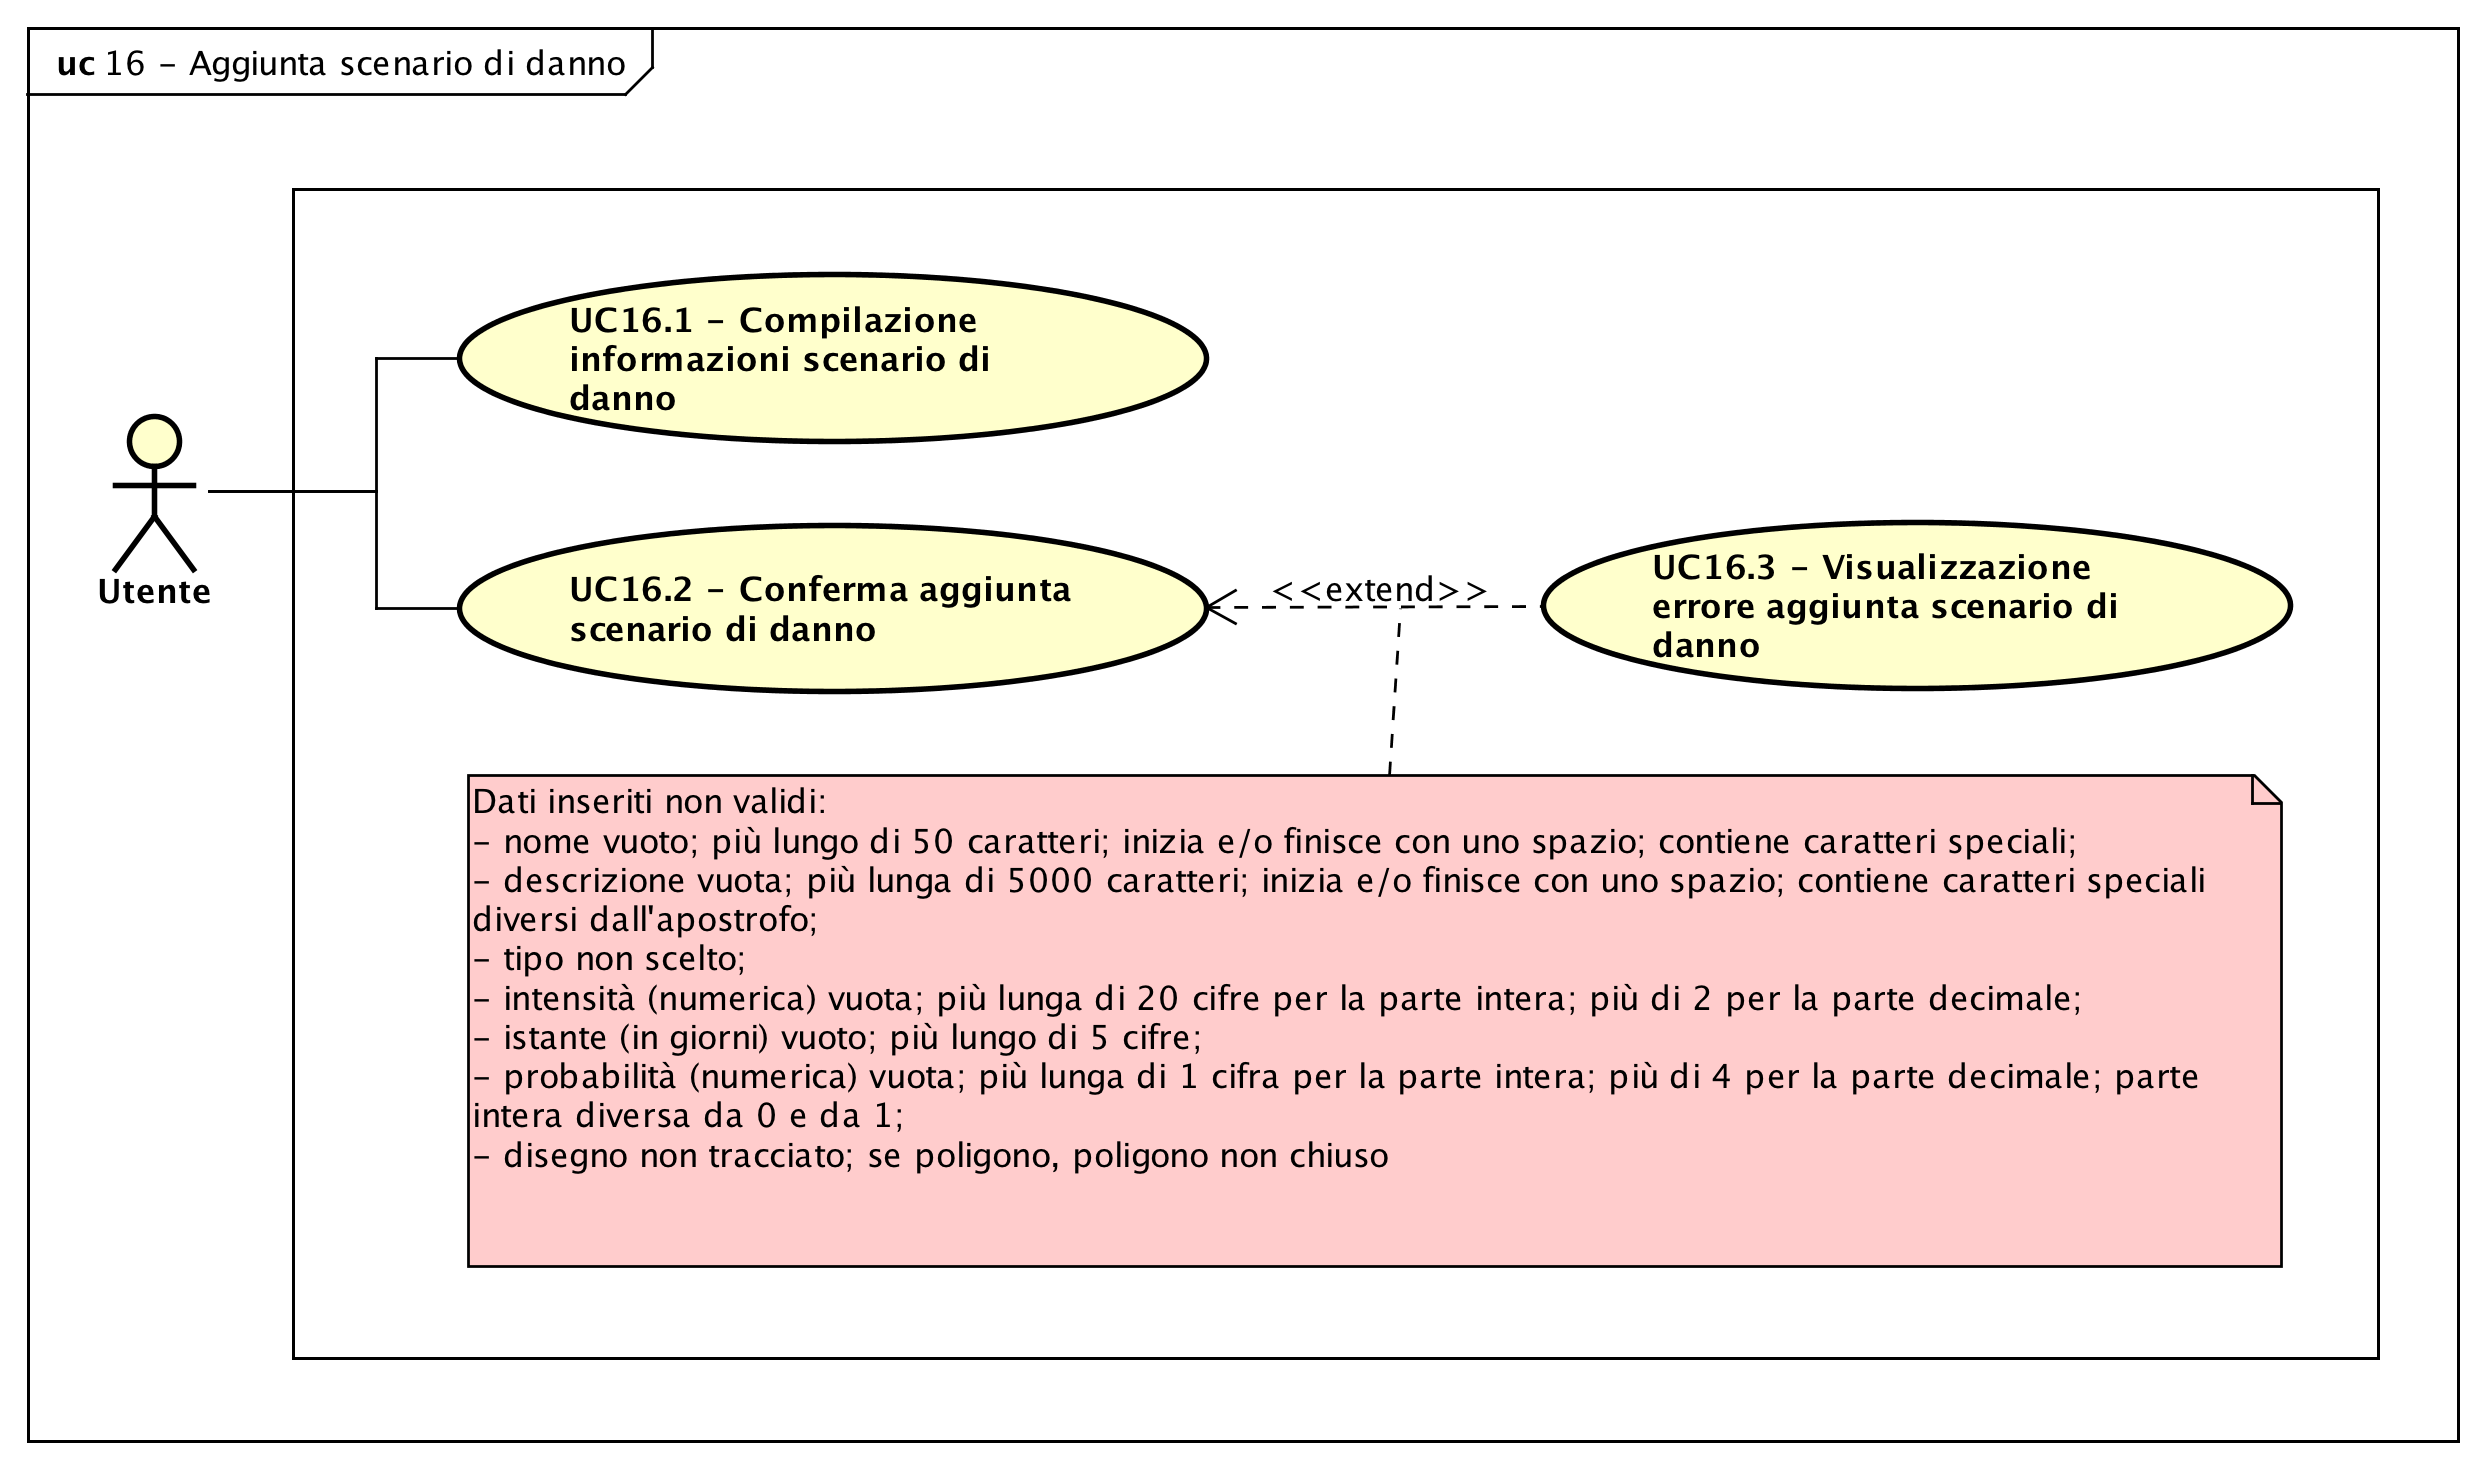 uc 16 – Aggiunta scenario di danno
UC16.1 – Compilazione
informazioni scenario di
danno
Utente
UC16.2 – Conferma aggiunta
scenario di danno
<<extend>>
UC16.3 – Visualizzazione
errore aggiunta scenario di
danno
Dati inseriti non validi:
– nome vuoto; più lungo di 50 caratteri; inizia e/o finisce con uno spazio; contiene caratteri speciali;
– descrizione vuota; più lunga di 5000 caratteri; inizia e/o finisce con uno spazio; contiene caratteri speciali
diversi dall'apostrofo;
– tipo non scelto;
– intensità (numerica) vuota; più lunga di 20 cifre per la parte intera; più di 2 per la parte decimale;
– istante (in giorni) vuoto; più lungo di 5 cifre;
– probabilità (numerica) vuota; più lunga di 1 cifra per la parte intera; più di 4 per la parte decimale; parte
intera diversa da 0 e da 1;
– disegno non tracciato; se poligono, poligono non chiuso